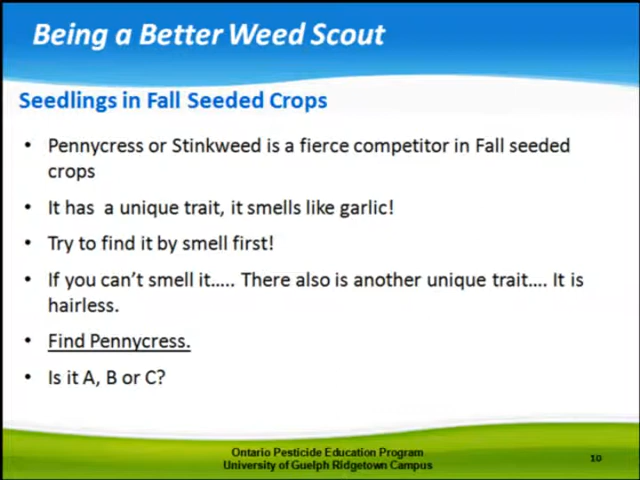 Being a Better Weed Scout
Seedlings in Fall Seeded Crops
• Pennycress or Stinkweed is a fierce competitor in Fall seeded
crops
• It has a unique trait, it smells like garlic!
• Try to find it by smell first!
• If you can't smell it..... There also is another unique trait.... It is
hairless.
• Find Pennycress.
• Is it A, B or C?
Ontario Pesticide Education Program
University of Guelph Ridgetown Campus
10